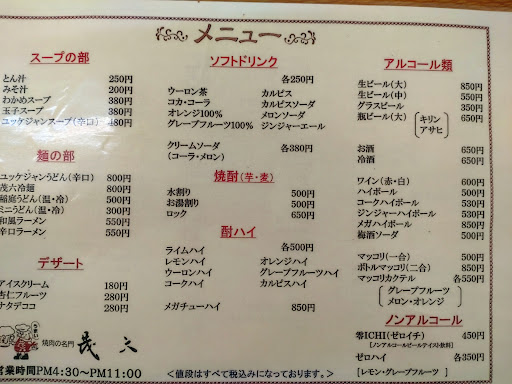 メニュー
スープの部
とん汁 250円
みそ汁 200円
わかめスープ 380円
玉子スープ 380円
ユッケジャンスープ(辛口) 480円
麺の部
ユッケジャンうどん(辛口) 800円
茂六冷麺 800円
稲庭うどん(温・冷) 500円
ミニうどん(温・冷) 300円
和風ラーメン 550円
辛口ラーメン 550円
デザート
アイスクリーム 180円
杏仁フルーツ 280円
ナタデココ 280円
焼肉の名門 茂六
営業時間PM4:30~PM11:00
ソフトドリンク
各250円
ウーロン茶 カルピス
コカ・コーラ カルピスソーダ
オレンジ100% メロンソーダ
グレープフルーツ100% ジンジャーエール
クリームソーダ 各380円
(コーラ・メロン)
焼酎(芋・麦)
水割り 500円
お湯割り 500円
ロック 650円
酎ハイ
各500円
ライムハイ
レモンハイ オレンジハイ
ウーロンハイ グレープフルーツハイ
コークハイ カルピスハイ
メガチューハイ 850円
<値段はすべて税込みになっております。>
アルコール類
生ビール(大) 850円
生ビール(中) 550円
グラスビール 350円
瓶ビール(大) キリン アサヒ 650円
お酒 650円
冷酒 650円
ワイン(赤・白) 600円
ハイボール 500円
コークハイボール 530円
ジンジャーハイボール 530円
メガハイボール 850円
梅酒ソーダ 500円
マッコリ(一合) 500円
ボトルマッコリ(二合) 850円
マッコリカクテル 各550円
グレープフルーツ
メロン・オレンジ
ノンアルコール
零ICHI(ゼロイチ) 450円
[ノンアルコールビールテイスト飲料]
ゼロハイ 各350円
[レモン・グレープフルーツ]